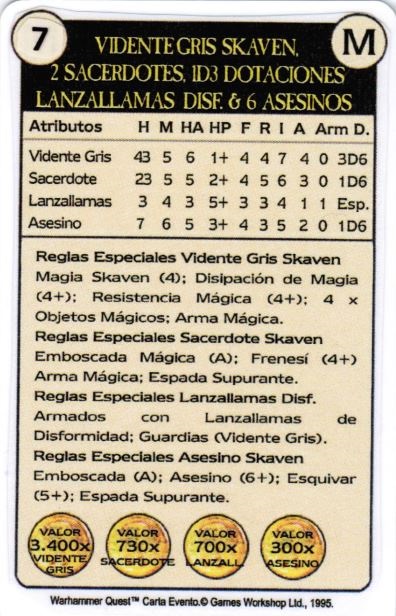 7
M
VIDENTE GRIS SKAVEN,
2 SACERDOTES, 1D3 DOTACIONES
LANZALLAMAS DISF. & 6 ASESINOS
Atributos H M HA HP F R I A Arm D.
Vidente Gris 43 5 6 1+ 4 4 7 4 0 3D6
Sacerdote 23 5 5 2+ 4 5 6 3 0 1D6
Lanzallamas 3 4 3 5+ 3 3 4 1 1 Esp.
Asesino 7 6 5 3+ 4 3 5 2 0 1D6
Reglas Especiales Vidente Gris Skaven
Magia Skaven (4); Disipación de Magia
(4+); Resistencia Mágica (4+); 4 x
Objetos Mágicos; Arma Mágica.
Reglas Especiales Sacerdote Skaven
Emboscada Mágica (A); Frenesí (4+)
Arma Mágica; Espada Supurante.
Reglas Especiales Lanzallamas Disf.
Armados con Lanzallamas de
Disformidad; Guardias (Vidente Gris).
Reglas Especiales Asesino Skaven
Emboscada (A); Asesino (6+); Esquivar
(5+); Espada Supurante.
VALOR
3.400x
VIDENTE
GRIS
VALOR
730x
SACERDOTE
VALOR
700x
LANZALL.
VALOR
300x
ASESINO
Warhammer Quest™ Carta Evento.© Games Workshop Ltd., 1995.